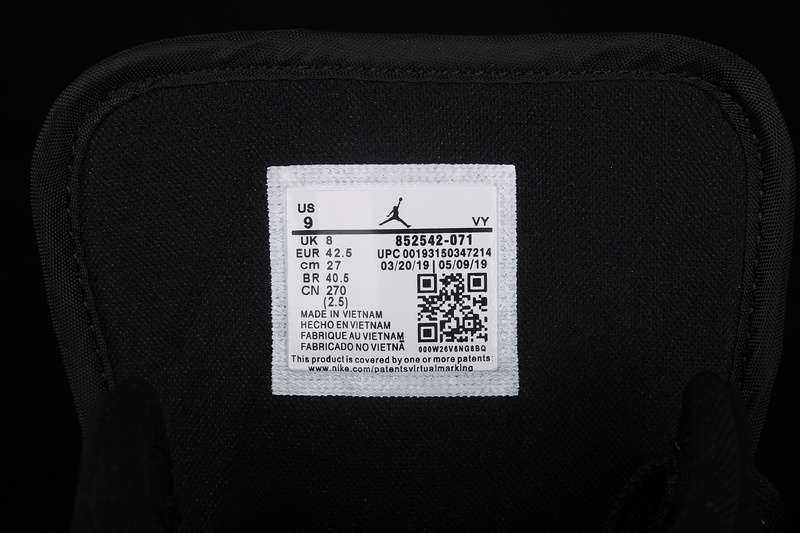 US
9
VY
UK 8
EUR 42.5
cm 27
BR 40.5
CN 270
(2.5)
852542-071
UPC 00193150347214
03/20/19 | 05/09/19
MADE IN VIETNAM
HECHO EN VIETNAM
FABRIQUE AU VIETNAM
FABRICADO NO VIETNÃ
000W26V6NG8BQ
This product is covered by one or more patents:
www.nike.com/patentsvirtualmarking